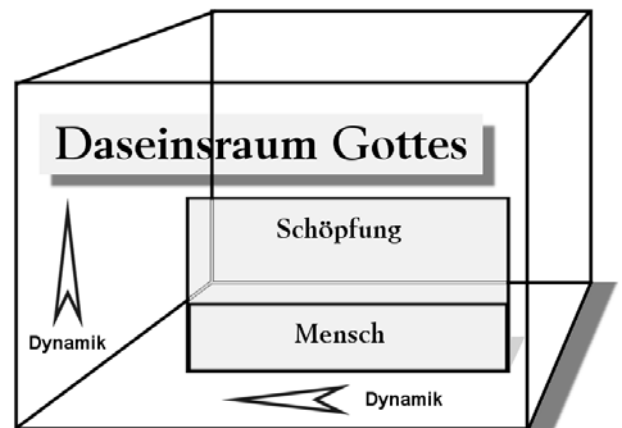 Daseinsraum Gottes
Schöpfung
Mensch
Dynamik
Dynamik